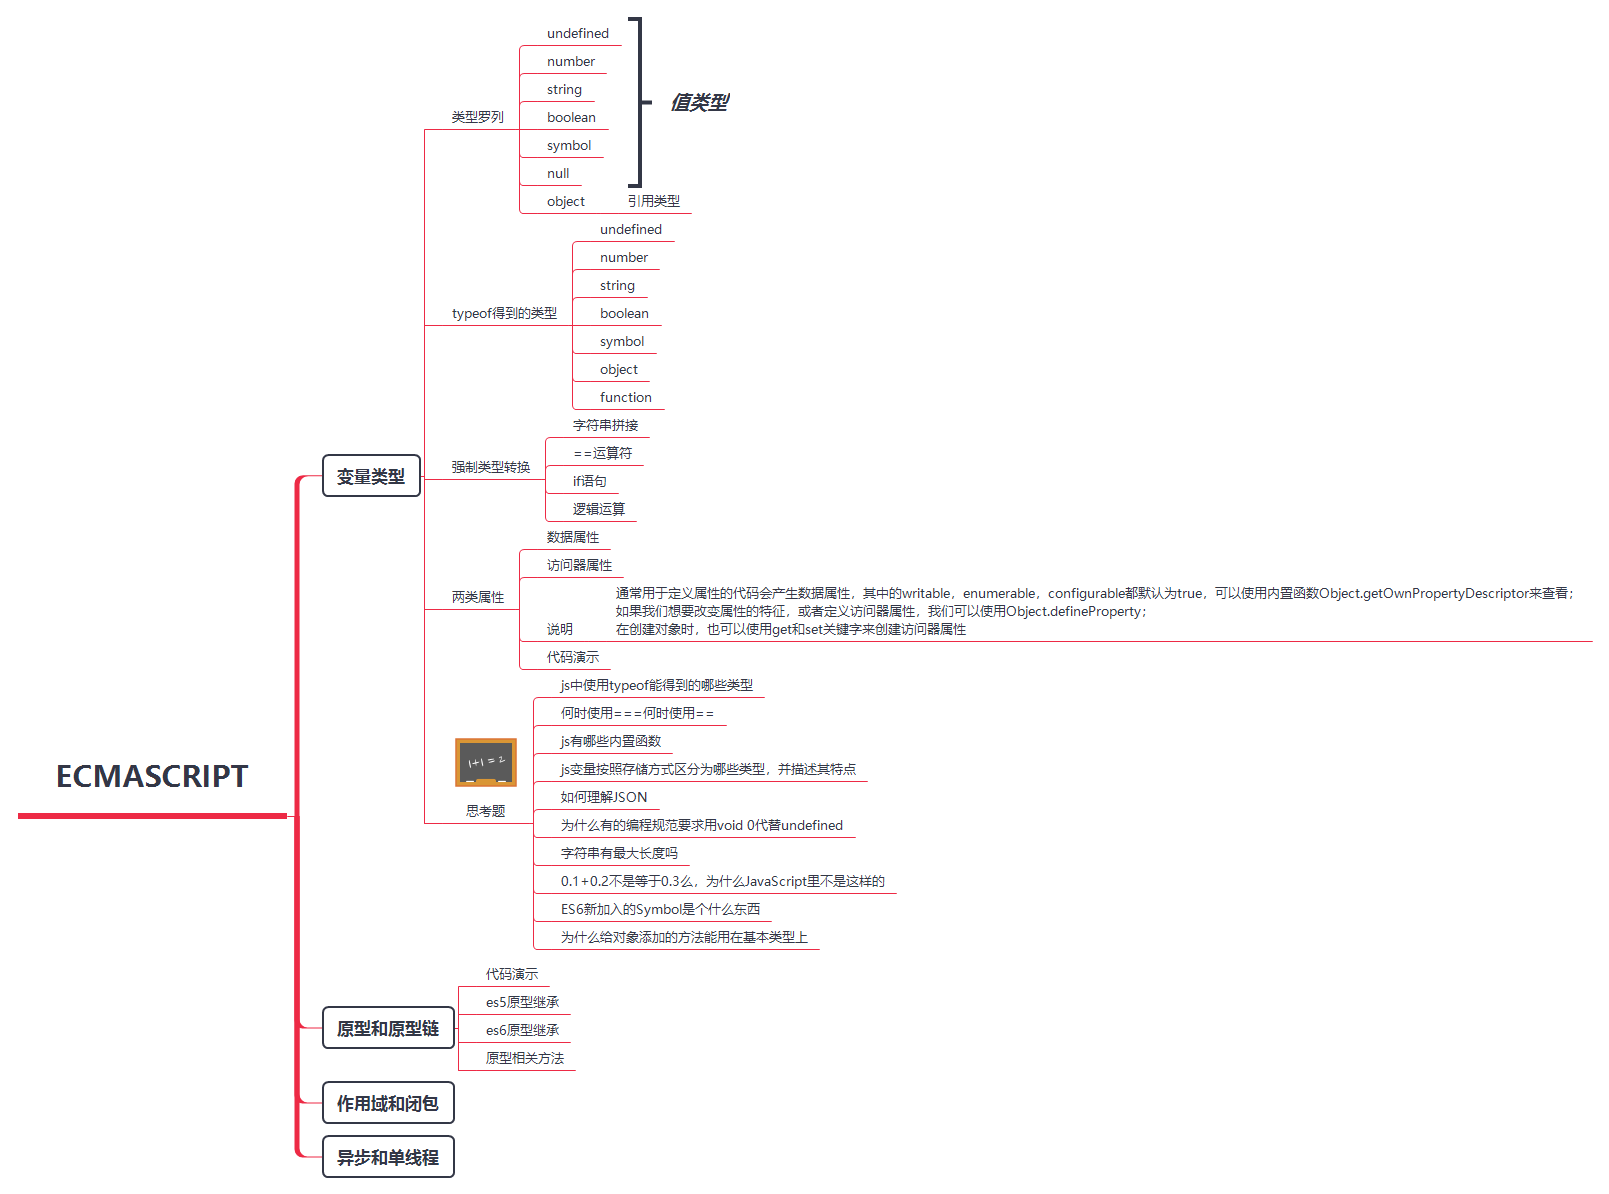 ECMASCRIPT
变量类型
类型罗列
undefined
number
string
boolean
symbol
null
值类型
object
引用类型
typeof得到的类型
undefined
number
string
boolean
symbol
object
function
强制类型转换
字符串拼接
==运算符
if语句
逻辑运算
两类属性
数据属性
访问器属性
说明
通常用于定义属性的代码会产生数据属性，其中的writable，enumerable，configurable都默认为true，可以使用内置函数Object.getOwnPropertyDescriptor来查看；
如果我们想要改变属性的特征，或者定义访问器属性，我们可以使用Object.defineProperty；
在创建对象时，也可以使用get和set关键字来创建访问器属性
代码演示
1+1=2
思考题
js中使用typeof能得到的哪些类型
何时使用===何时使用==
js有哪些内置函数
js变量按照存储方式区分为哪些类型，并描述其特点
如何理解JSON
为什么有的编程规范要求用void 0代替undefined
字符串有最大长度吗
0.1+0.2不是等于0.3么，为什么JavaScript里不是这样的
ES6新加入的Symbol是个什么东西
为什么给对象添加的方法能用在基本类型上
原型和原型链
代码演示
es5原型继承
es6原型继承
原型相关方法
作用域和闭包
异步和单线程